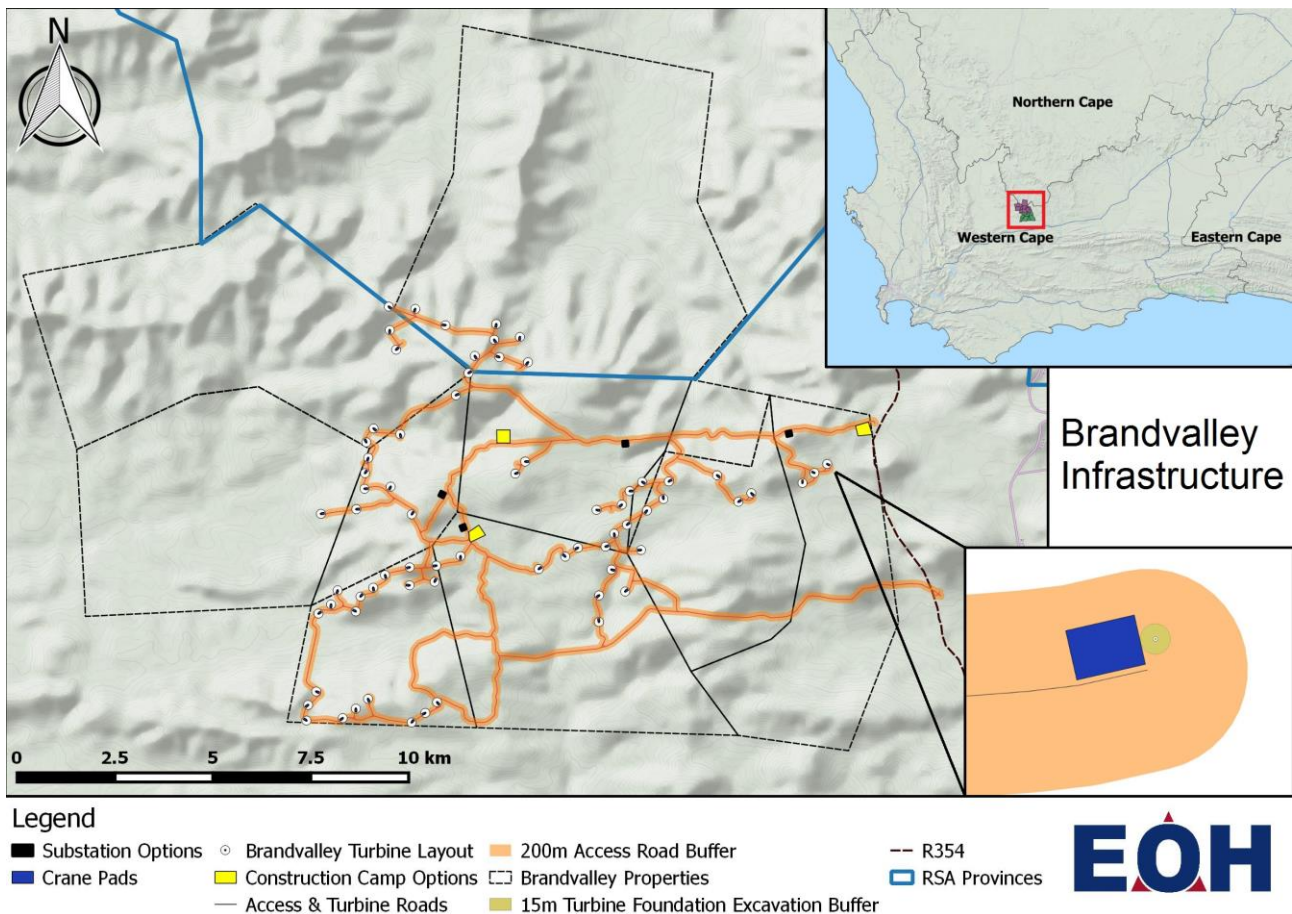 N
Northern Cape
Western Cape
Eastern Cape
Brandvalley
Infrastructure
0 2.5 5 7.5 10 km
Legend
Substation Options
Brandvalley Turbine Layout
200m Access Road Buffer
R354
Crane Pads
Construction Camp Options
Brandvalley Properties
RSA Provinces
Access & Turbine Roads
15m Turbine Foundation Excavation Buffer
EOH